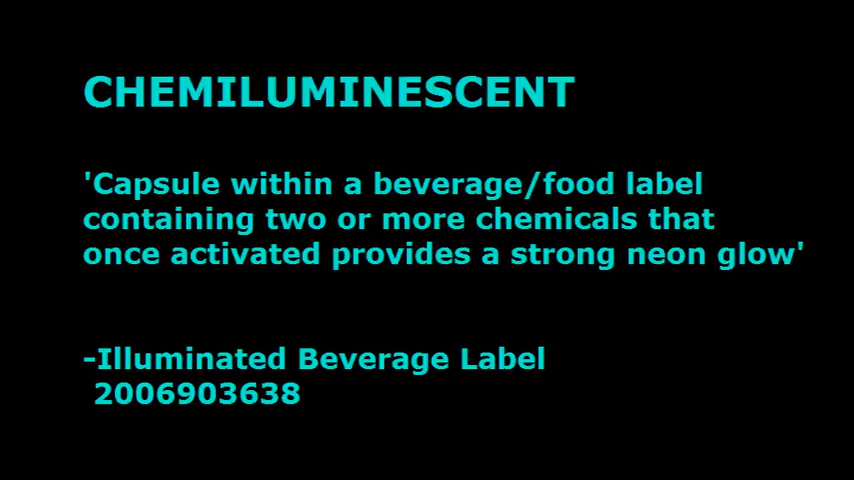 CHEMILUMINESCENT
'Capsule within a beverage/food label
containing two or more chemicals that
once activated provides a strong neon glow'
-Illuminated Beverage Label
2006903638